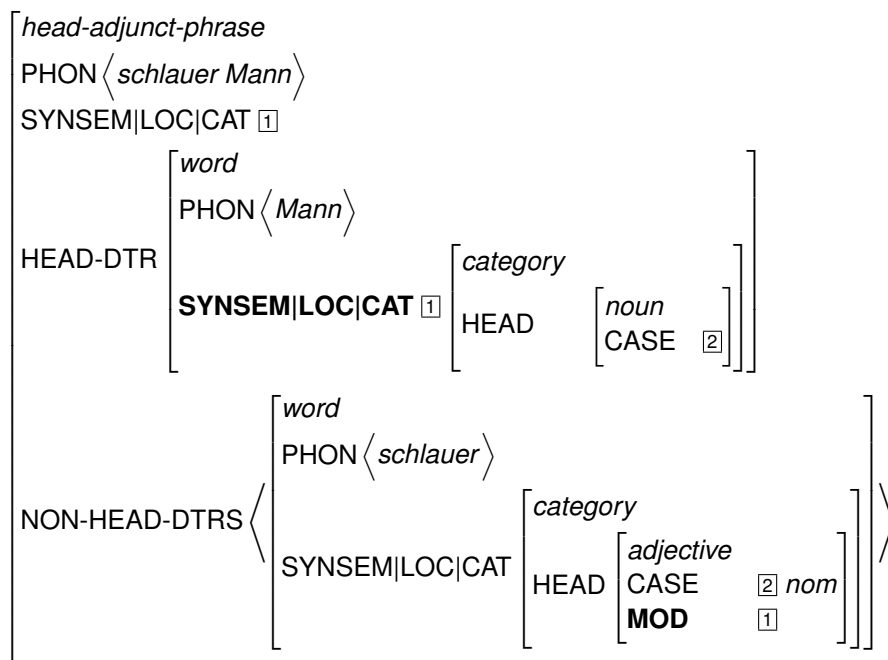 head-adjunct-phrase
PHON ⟨schlauer Mann⟩
SYNSEM|LOC|CAT 1
word
PHON ⟨Mann⟩
HEAD-DTR
category
SYNSEM|LOC|CAT 1
HEAD
noun
CASE 2
word
PHON ⟨schlauer⟩
NON-HEAD-DTRS
category
SYNSEM|LOC|CAT
HEAD
adjective
CASE 2 nom
MOD 1